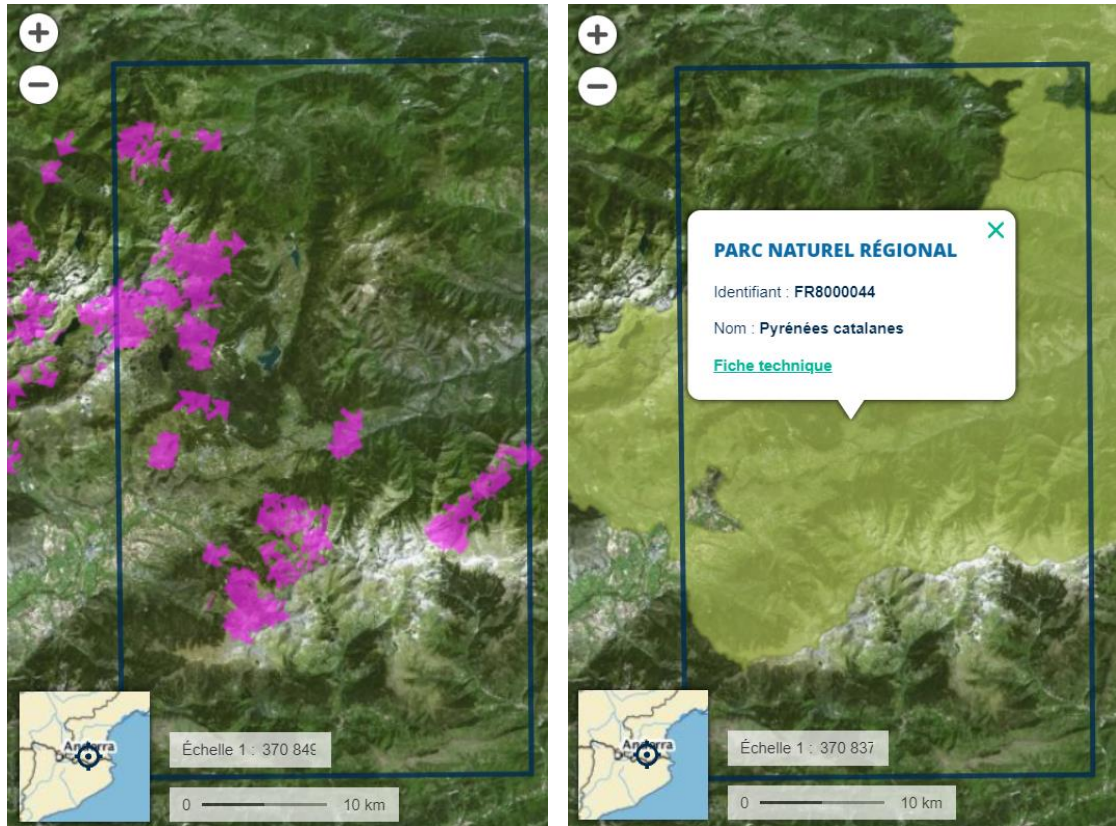 +
−
Andorra
Échelle 1 : 370 849
0 10 km
+
−
PARC NATUREL RÉGIONAL
Identifiant : FR8000044
Nom : Pyrénées catalanes
Fiche technique
Andorra
Échelle 1 : 370 837
0 10 km